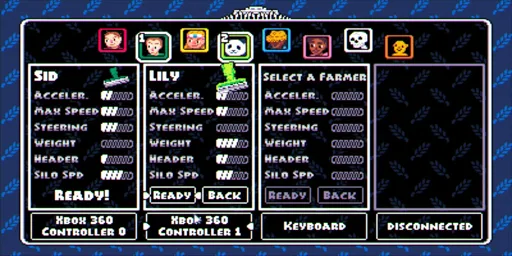 1
2
Sid
Acceler.
Max Speed
Steering
Weight
Header
Silo Spd
Ready!
Xbox 360
Controller 0
Lily
Acceler.
Max Speed
Steering
Weight
Header
Silo Spd
Ready Back
Xbox 360
Controller 1
Select a Farmer
Acceler.
Max Speed
Steering
Weight
Header
Silo Spd
Ready Back
Keyboard
Disconnected